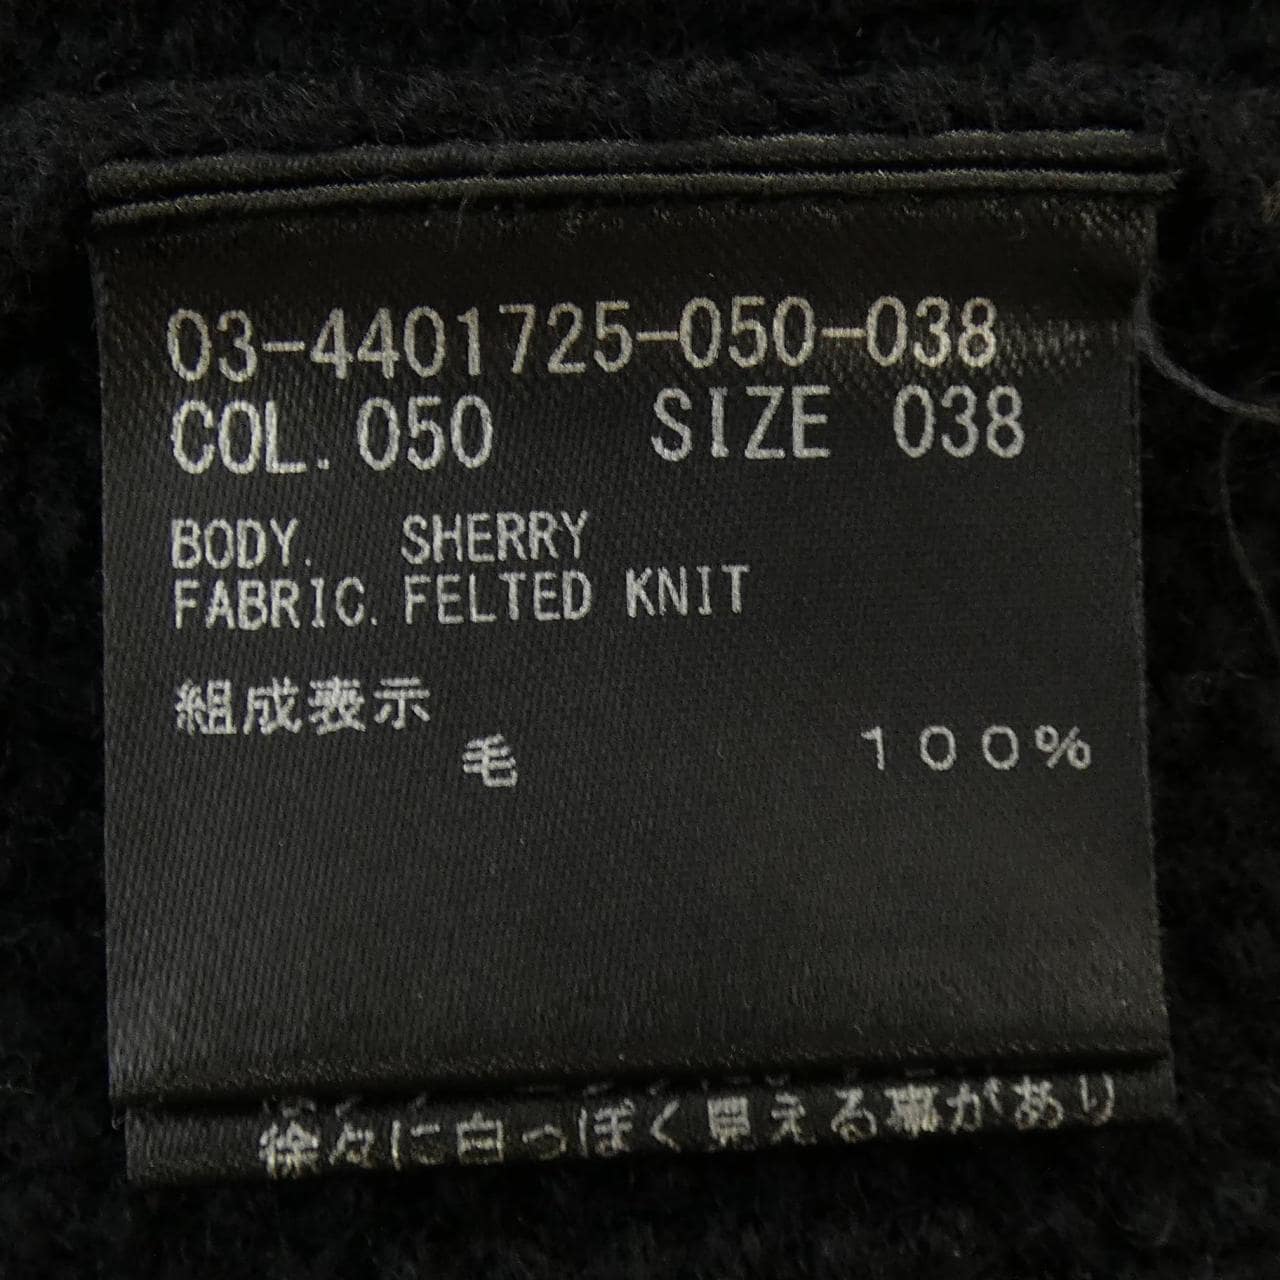 03-4401725-050-038
COL. 050 SIZE 038
BODY. SHERRY
FABRIC. FELTED KNIT
組成表示
毛 １００％
徐々に白っぽく見える事があり